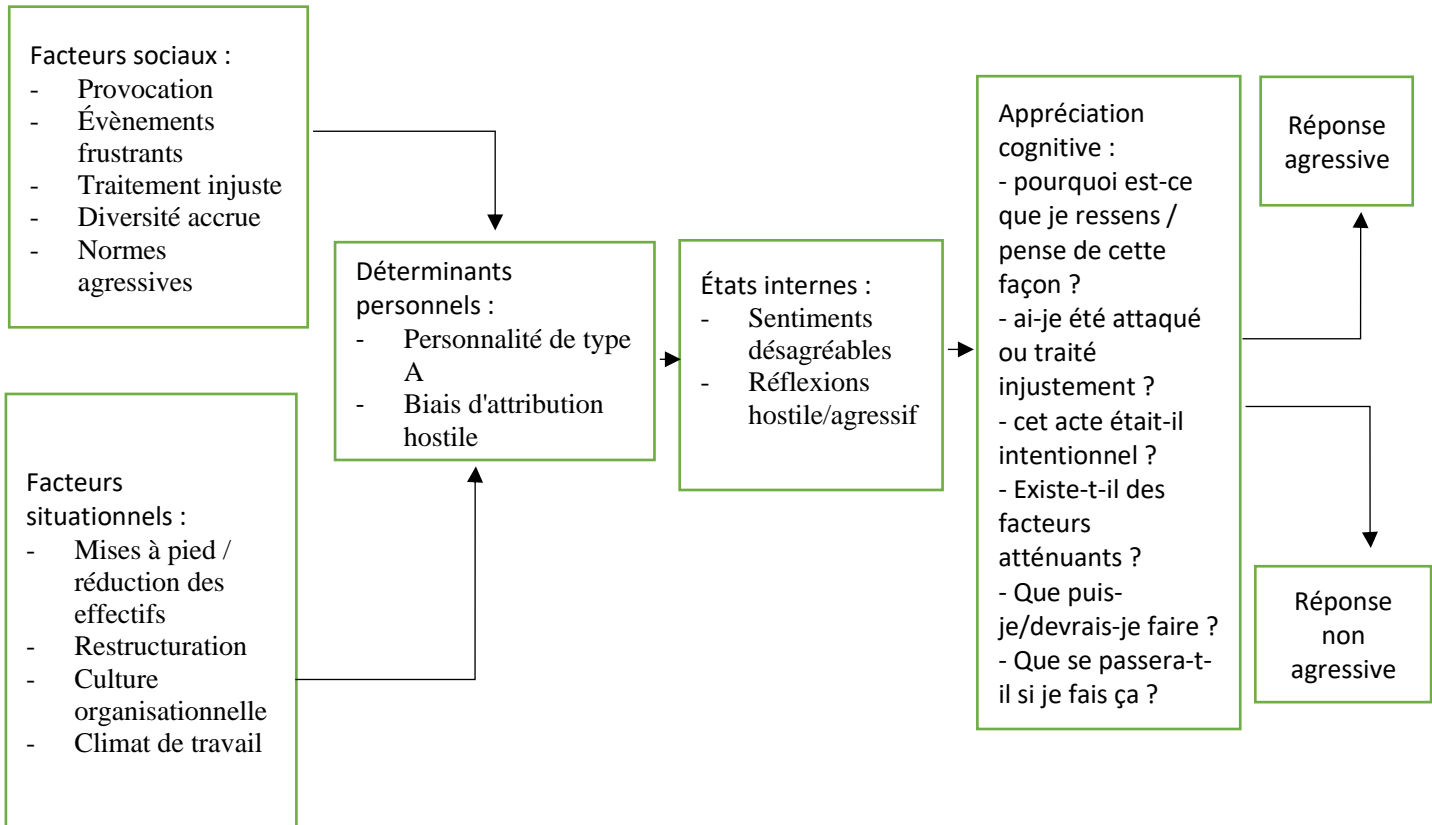 Facteurs sociaux :
- Provocation
- Évènements
frustrants
- Traitement injuste
- Diversité accrue
- Normes
agressives
Facteurs
situationnels :
- Mises à pied /
réduction des
effectifs
- Restructuration
- Culture
organisationnelle
- Climat de travail
Déterminants
personnels :
- Personnalité de type
A
- Biais d'attribution
hostile
États internes :
- Sentiments
désagréables
- Réflexions
hostile/agressif
Appréciation
cognitive :
- pourquoi est-ce
que je ressens /
pense de cette
façon ?
- ai-je été attaqué
ou traité
injustement ?
- cet acte était-il
intentionnel ?
- Existe-t-il des
facteurs
atténuants ?
- Que puis-
je/devrais-je faire ?
- Que se passera-t-
il si je fais ça ?
Réponse
agressive
Réponse
non
agressive